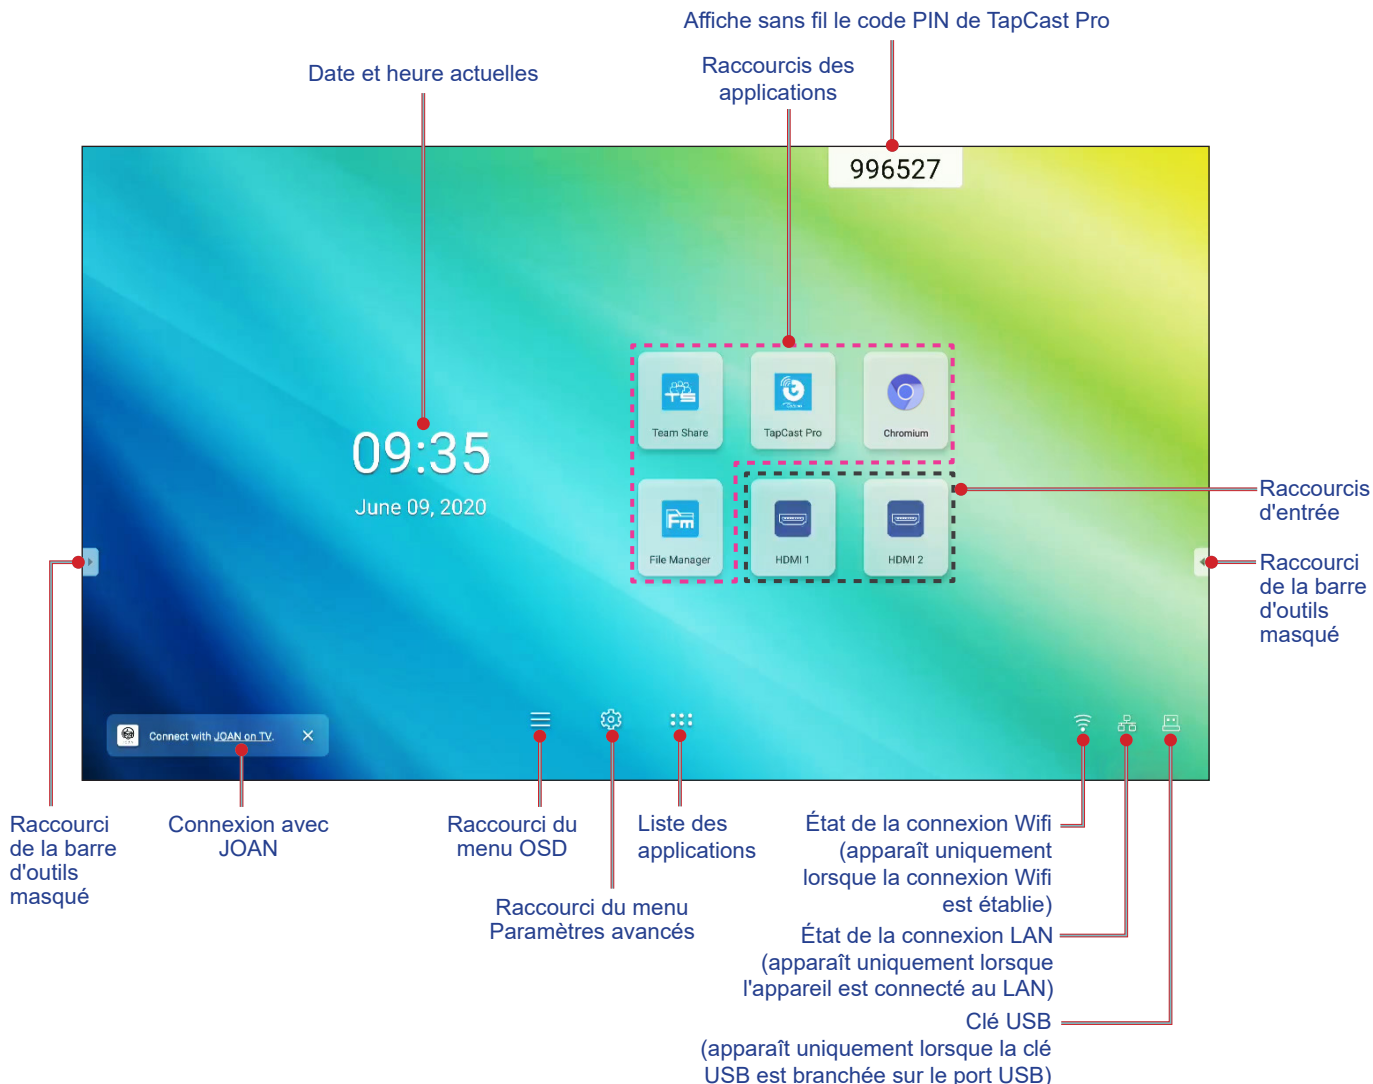 Affiche sans fil le code PIN de TapCast Pro
Raccourcis des
applications
Date et heure actuelles
996527
Team Share
TapCast Pro
Chromium
09:35
June 09, 2020
File Manager
HDMI 1
HDMI 2
Raccourcis
d'entrée
Raccourci
de la barre
d'outils
masqué
Connect with JOAN on TV.
Raccourci
de la barre
d'outils
masqué
Connexion avec
JOAN
Raccourci du
menu OSD
Raccourci du menu
Paramètres avancés
Liste des
applications
État de la connexion Wifi
(apparaît uniquement
lorsque la connexion Wifi
est établie)
État de la connexion LAN
(apparaît uniquement lorsque
l'appareil est connecté au LAN)
Clé USB
(apparaît uniquement lorsque la clé
USB est branchée sur le port USB)